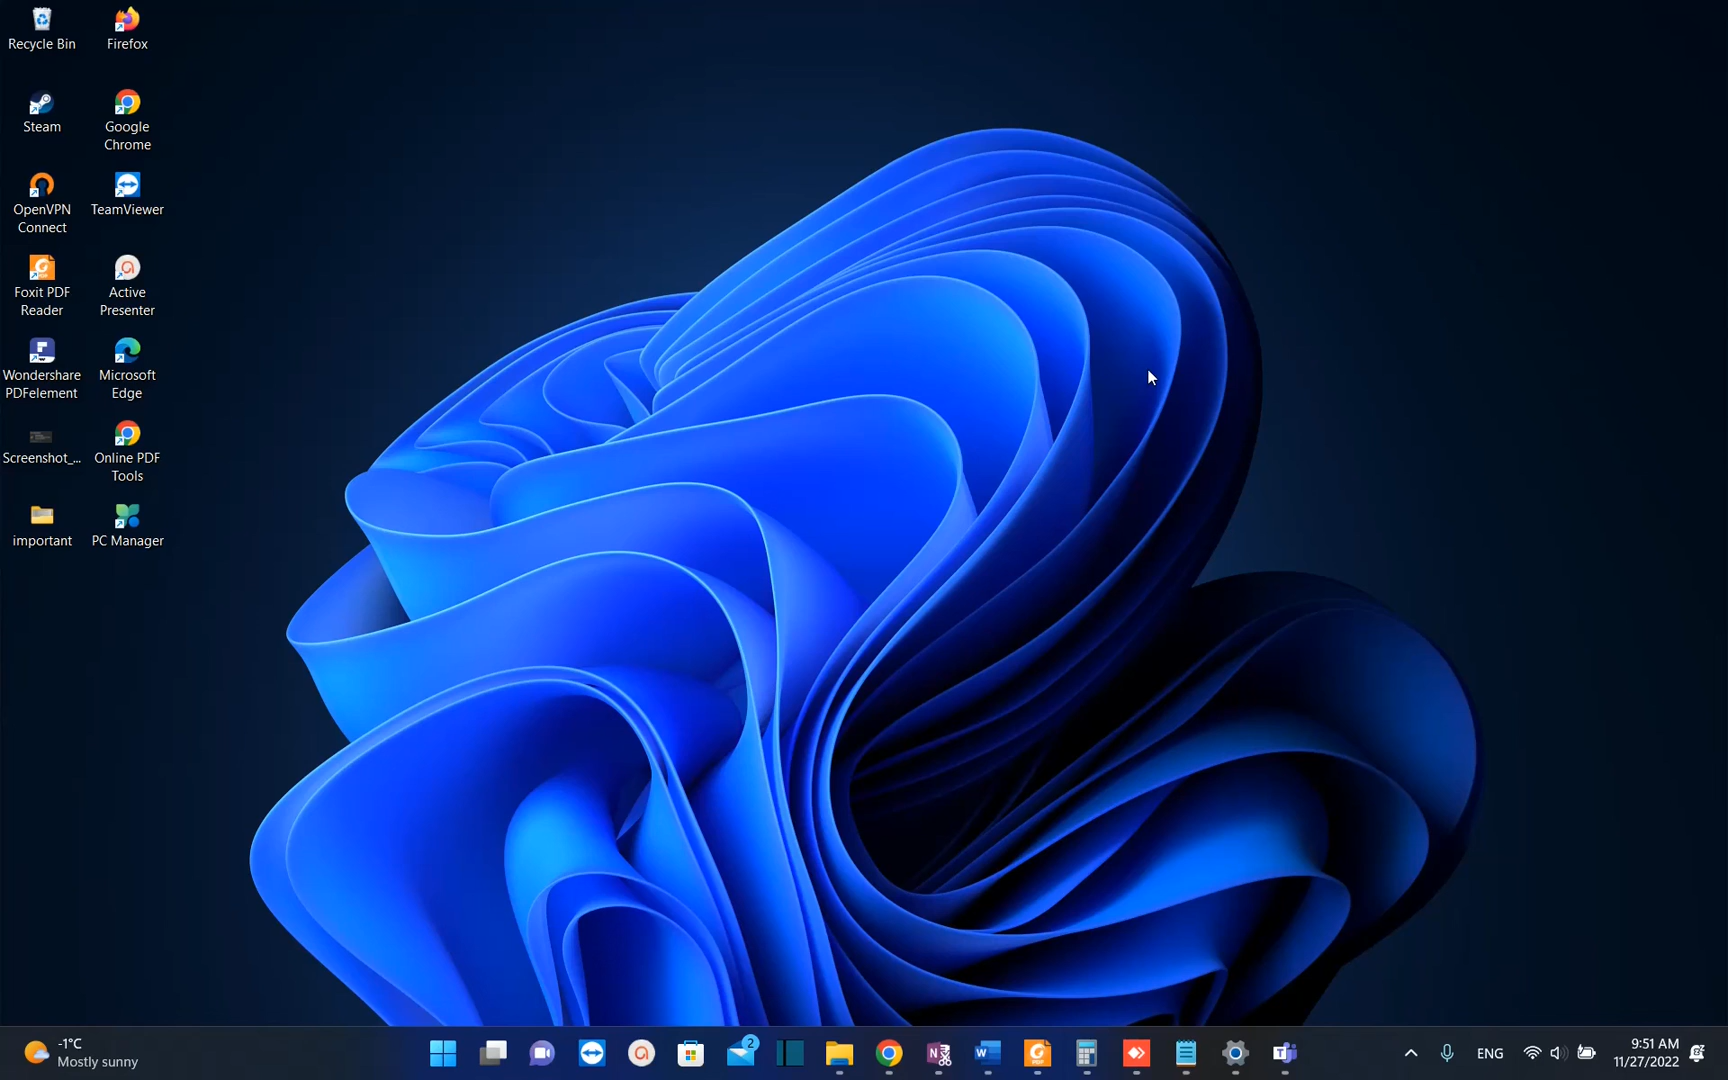 Recycle Bin
Firefox
Steam
Google
Chrome
OpenVPN
Connect
TeamViewer
Foxit PDF
Reader
Active
Presenter
Wondershare
PDFelement
Microsoft
Edge
Screenshot_...
Online PDF
Tools
important
PC Manager
-1°C
Mostly sunny
2
ENG
9:51 AM
11/27/2022